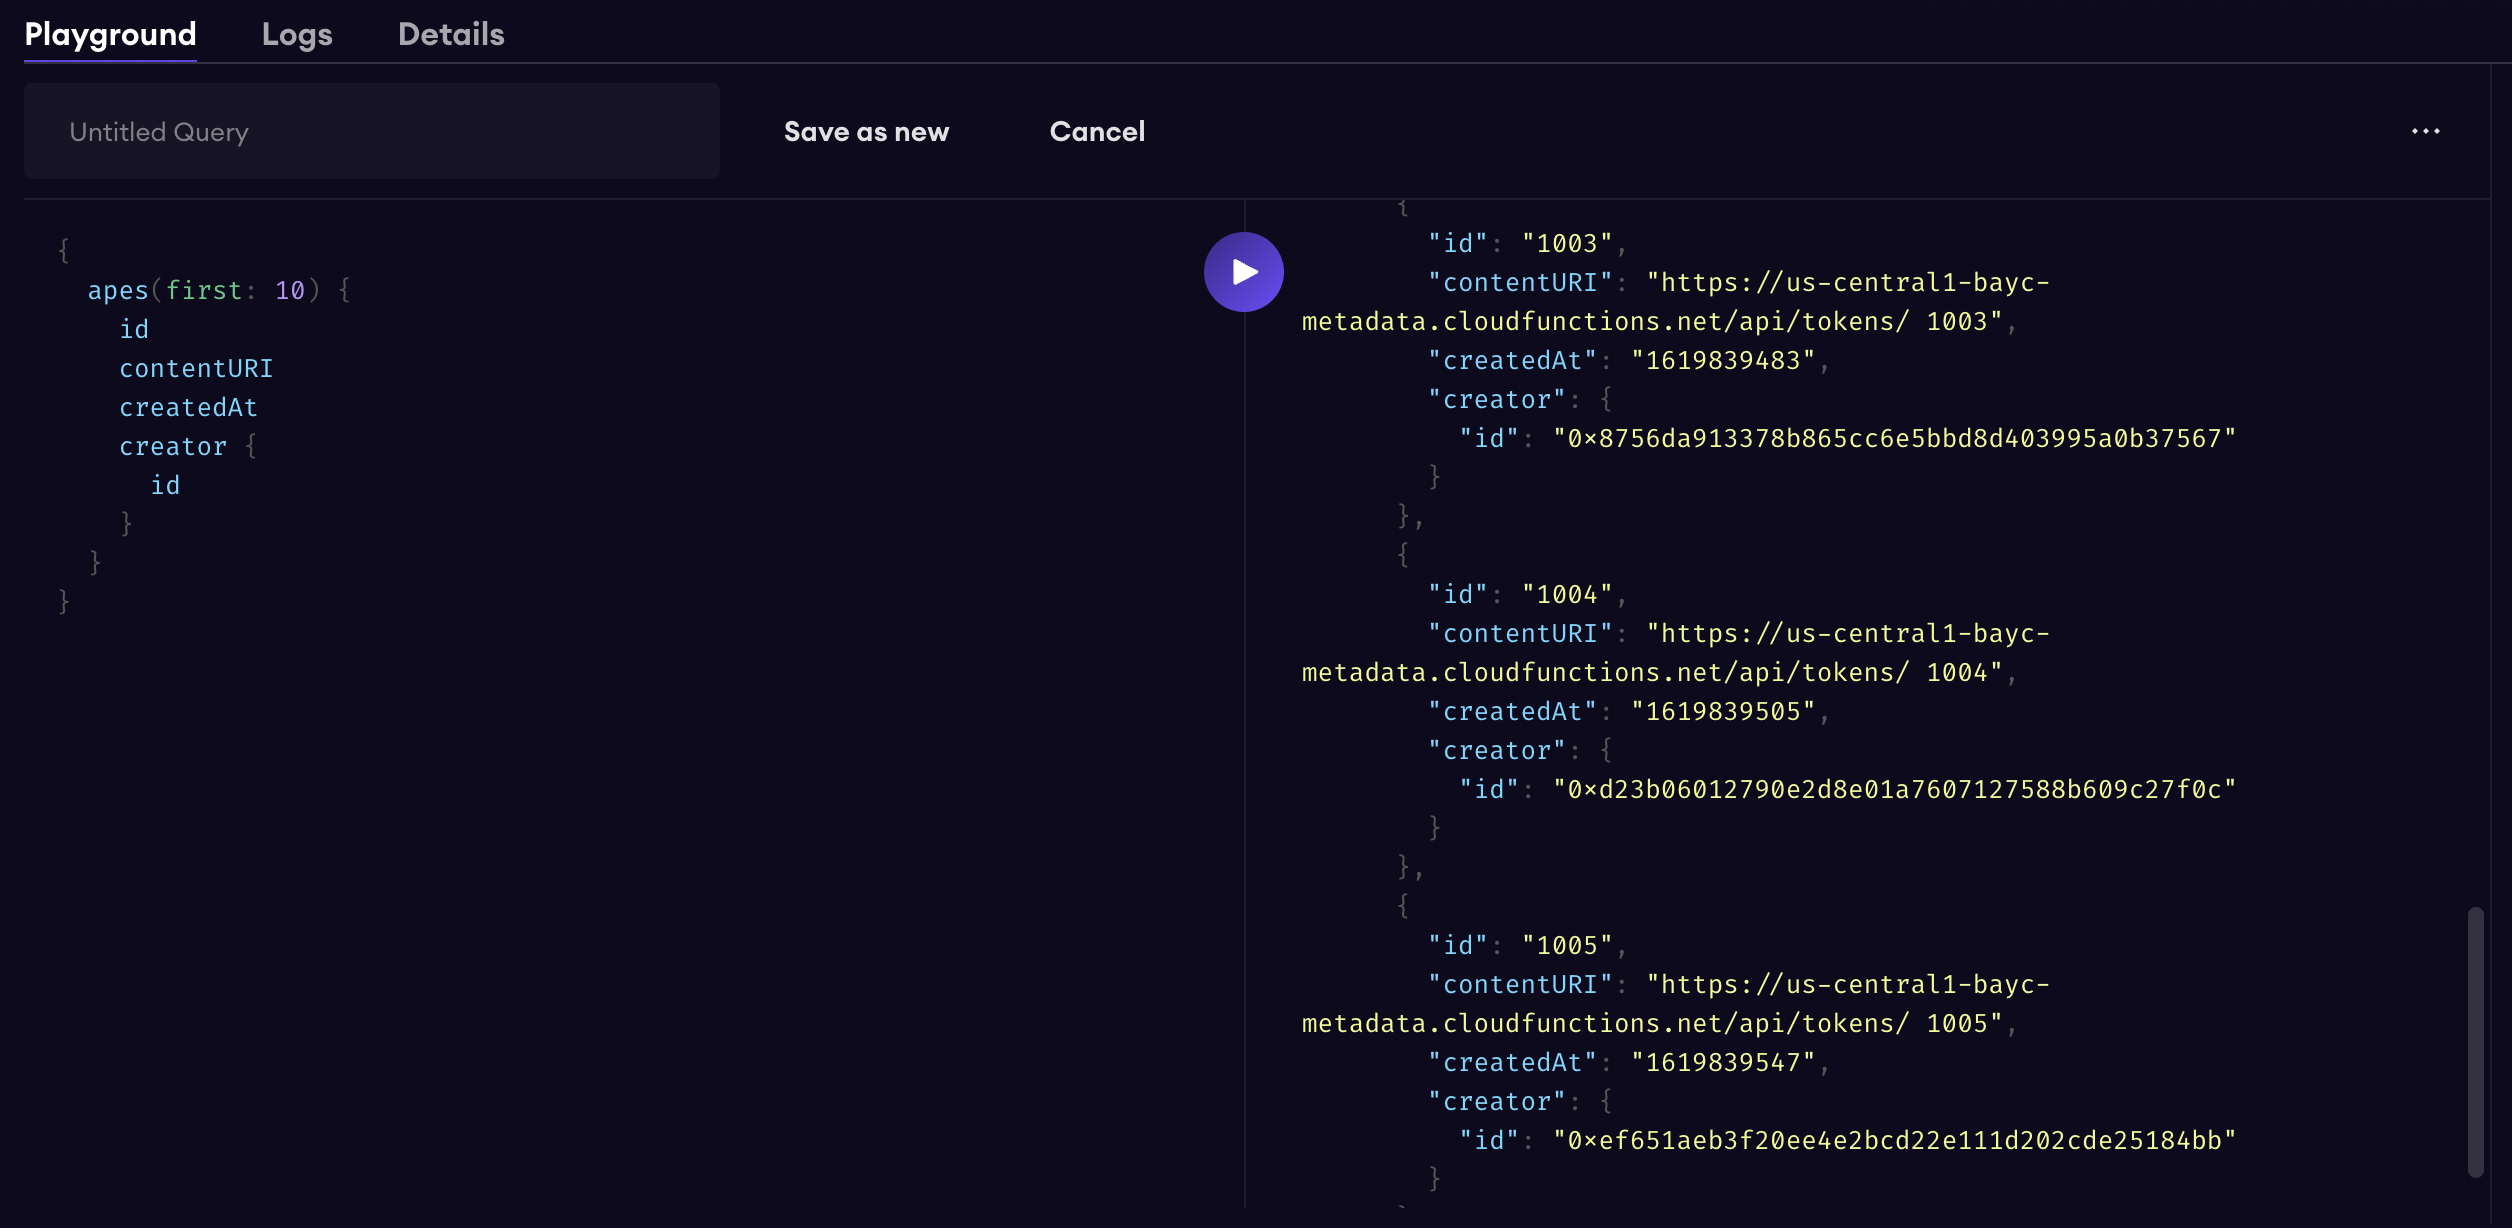 Playground Logs Details
Untitled Query Save as new Cancel ...
{
apes(first: 10) {
id
contentURI
createdAt
creator {
id
}
}
}
{
"id": "1003",
"contentURI": "https://us-central1-bayc-
metadata.cloudfunctions.net/api/tokens/ 1003",
"createdAt": "1619839483",
"creator": {
"id": "0x8756da913378b865cc6e5bbd8d403995a0b37567"
}
},
{
"id": "1004",
"contentURI": "https://us-central1-bayc-
metadata.cloudfunctions.net/api/tokens/ 1004",
"createdAt": "1619839505",
"creator": {
"id": "0xd23b06012790e2d8e01a7607127588b609c27f0c"
}
},
{
"id": "1005",
"contentURI": "https://us-central1-bayc-
metadata.cloudfunctions.net/api/tokens/ 1005",
"createdAt": "1619839547",
"creator": {
"id": "0xef651aeb3f20ee4e2bcd22e111d202cde25184bb"
}